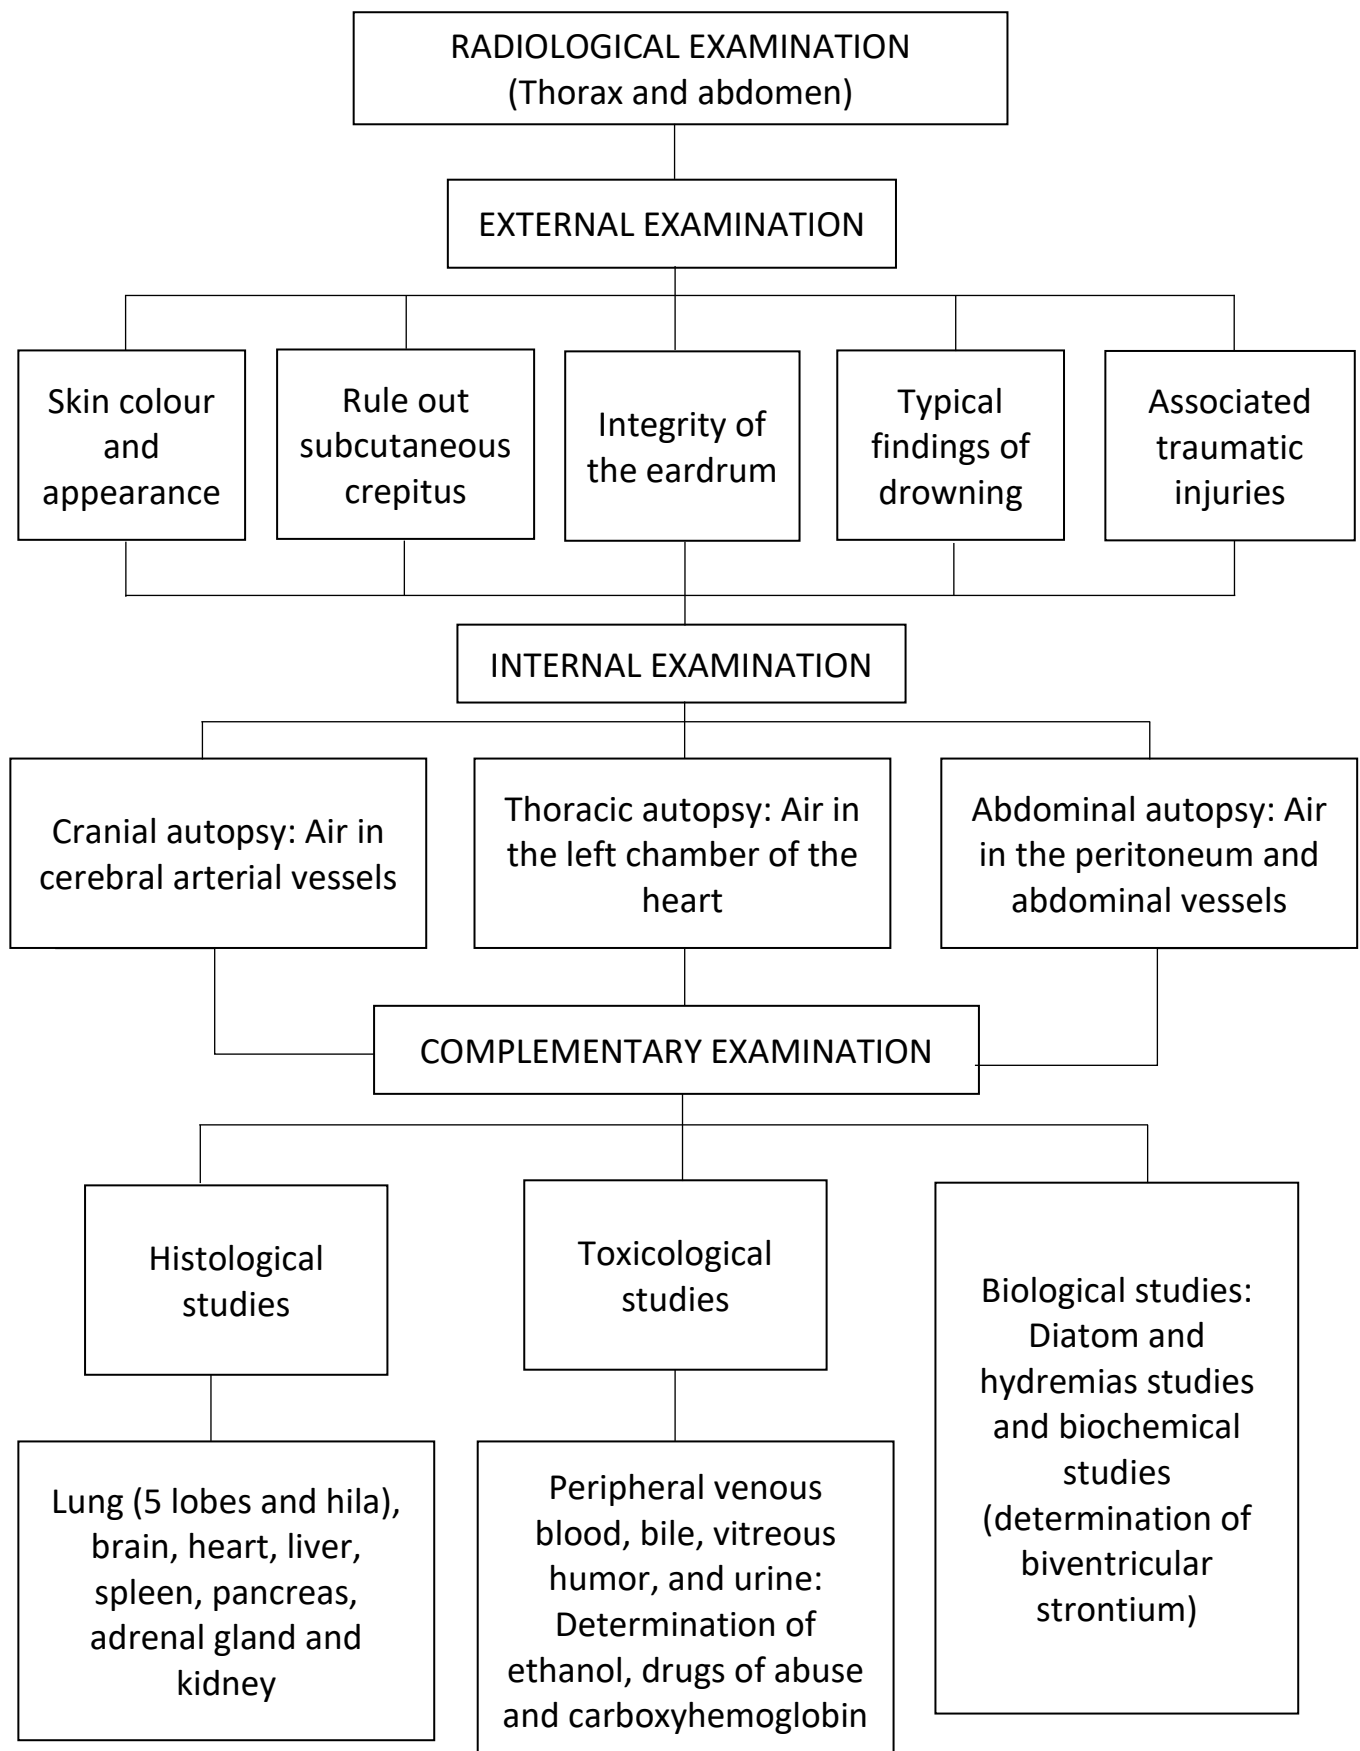 RADIOLOGICAL EXAMINATION
(Thorax and abdomen)
EXTERNAL EXAMINATION
Skin colour
and
appearance
Rule out
subcutaneous
crepitus
Integrity of
the eardrum
Typical
findings of
drowning
Associated
traumatic
injuries
INTERNAL EXAMINATION
Cranial autopsy: Air in
cerebral arterial vessels
Thoracic autopsy: Air in
the left chamber of the
heart
Abdominal autopsy: Air
in the peritoneum and
abdominal vessels
COMPLEMENTARY EXAMINATION
Histological
studies
Toxicological
studies
Biological studies:
Diatom and
hydremias studies
and biochemical
studies
(determination of
biventricular
strontium)
Lung (5 lobes and hila),
brain, heart, liver,
spleen, pancreas,
adrenal gland and
kidney
Peripheral venous
blood, bile, vitreous
humor, and urine:
Determination of
ethanol, drugs of abuse
and carboxyhemoglobin